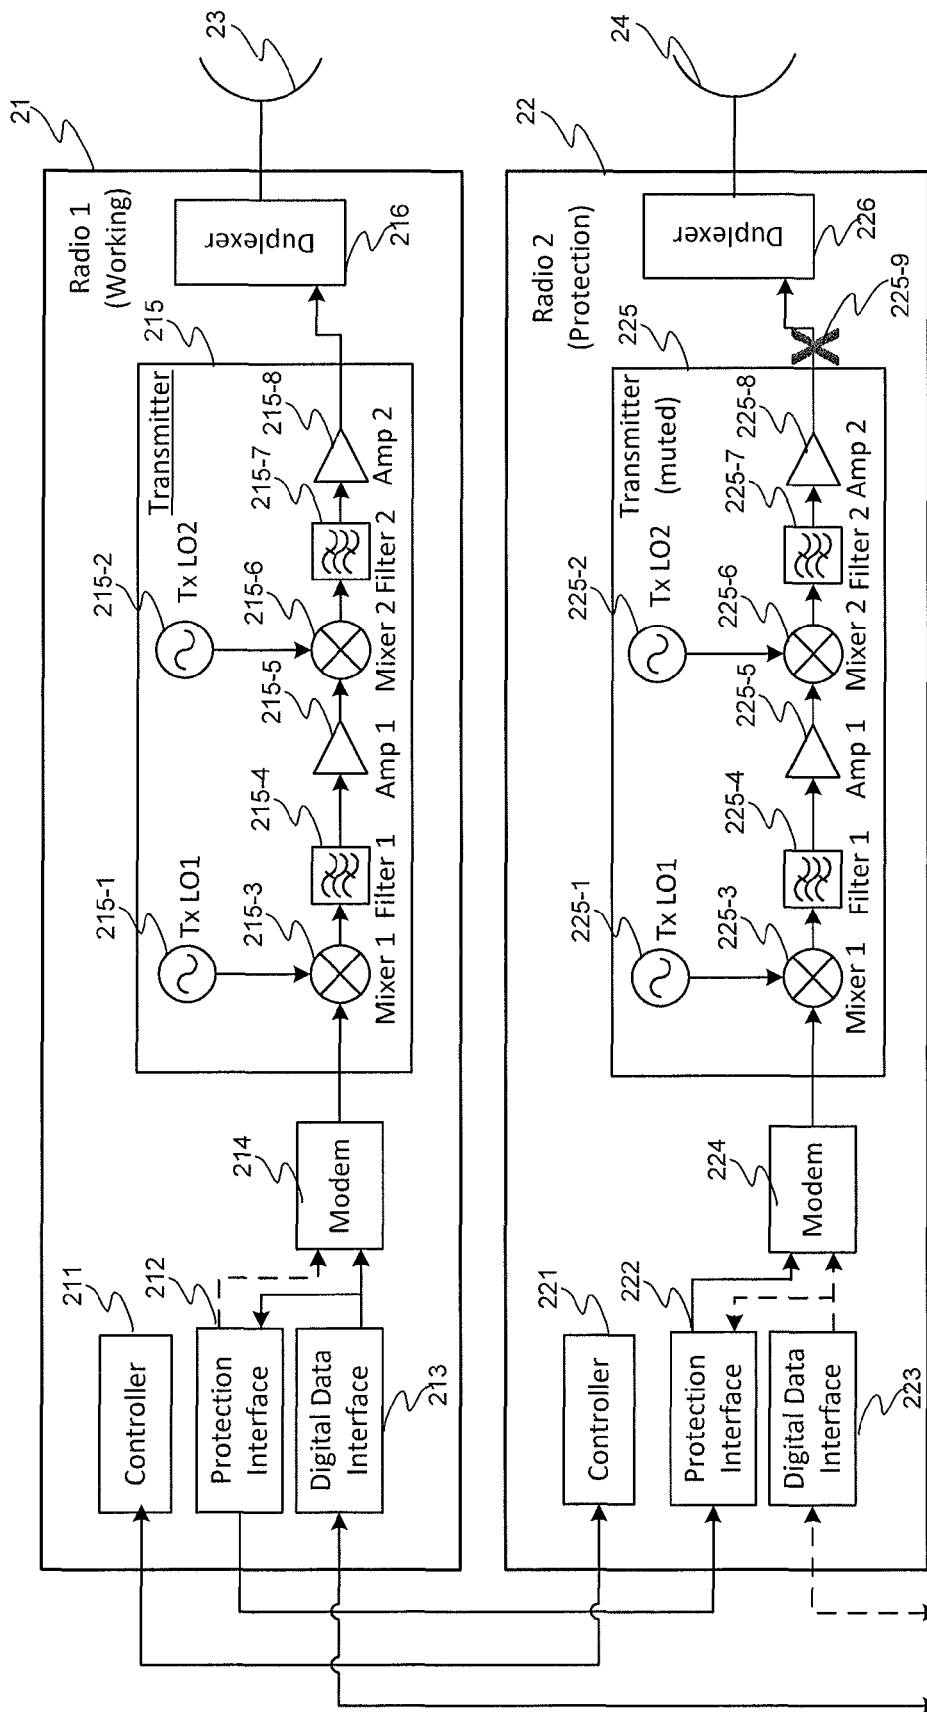 21
Radio 1
(Working)
211
Controller
212
Protection
Interface
Digital Data
Interface
213
214
Modem
215
Transmitter
215-1
Tx LO1
215-2
Tx LO2
215-3
Mixer 1
215-4
Filter 1
215-5
Amp 1
215-6
Mixer 2
215-7
Filter 2
215-8
Amp 2
Duplexer
216
23
22
Radio 2
(Protection)
221
Controller
222
Protection
Interface
Digital Data
Interface
223
224
Modem
225
Transmitter
(muted)
225-1
Tx LO1
225-2
Tx LO2
225-3
Mixer 1
225-4
Filter 1
225-5
Amp 1
225-6
Mixer 2
225-7
Filter 2
225-8
Amp 2
225-9
Duplexer
226
24